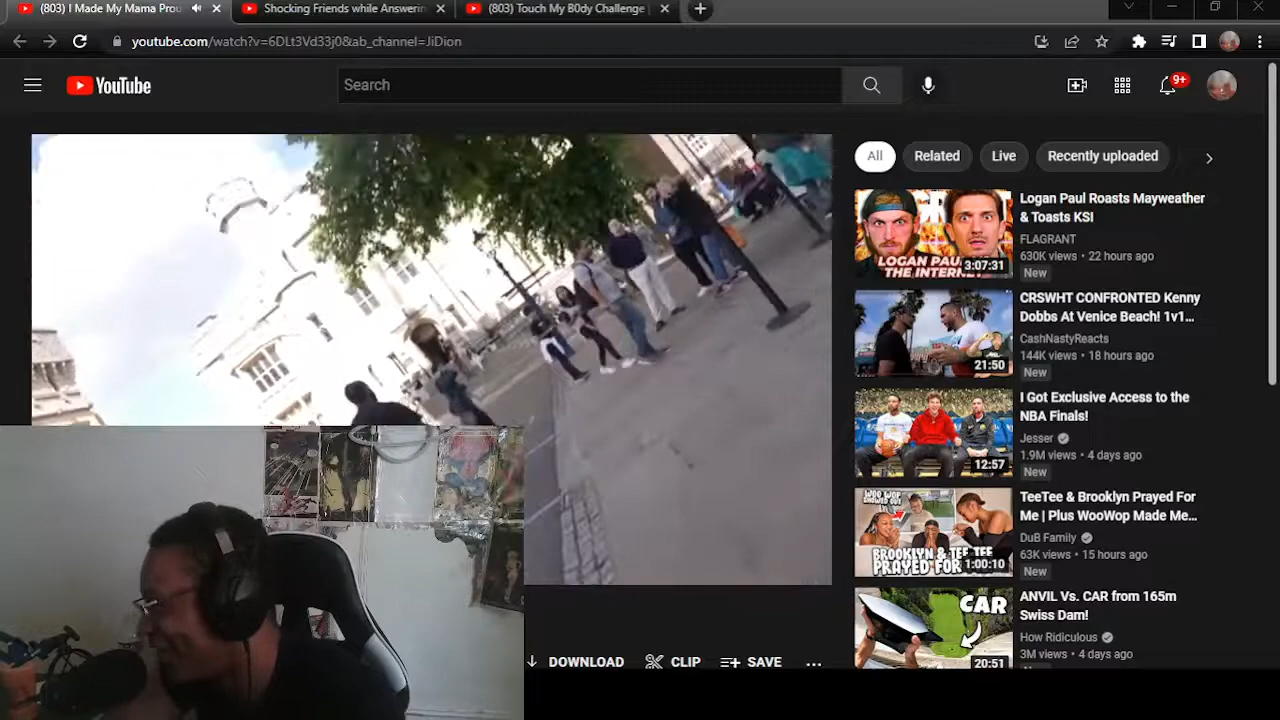 (803) I Made My Mama Prou
Shocking Friends while Answerin
(803) Touch My B0dy Challenge
youtube.com/watch?v=6DLt3Vd33j0&ab_channel=JiDion
YouTube
Search
9+
All
Related
Live
Recently uploaded
LOGAN PAUL
THE INTERN
3:07:31
Logan Paul Roasts Mayweather
& Toasts KSI
FLAGRANT
630K views • 22 hours ago
New
21:50
CRSWHT CONFRONTED Kenny
Dobbs At Venice Beach! 1v1...
CashNastyReacts
144K views • 18 hours ago
New
12:57
I Got Exclusive Access to the
NBA Finals!
Jesser
1.9M views • 4 days ago
New
WOO WOP
SHOWED OUT
BROOKLYN & TEE TEE
PRAYED FOR
1:00:10
TeeTee & Brooklyn Prayed For
Me | Plus WooWop Made Me...
DuB Family
63K views • 15 hours ago
New
CAR
20:51
ANVIL Vs. CAR from 165m
Swiss Dam!
How Ridiculous
3M views • 4 days ago
DOWNLOAD
CLIP
SAVE
...